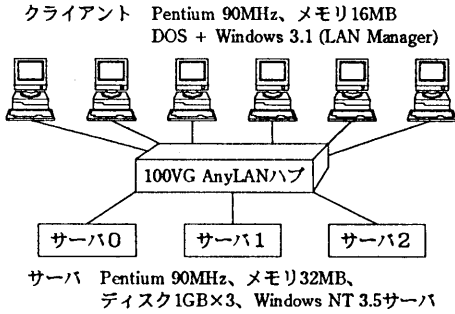 クライアント Pentium 90MHz、メモリ16MB
DOS + Windows 3.1 (LAN Manager)
100VG AnyLANハブ
サーバ0 サーバ1 サーバ2
サーバ Pentium 90MHz、メモリ32MB、
ディスク1GB×3、Windows NT 3.5サーバ